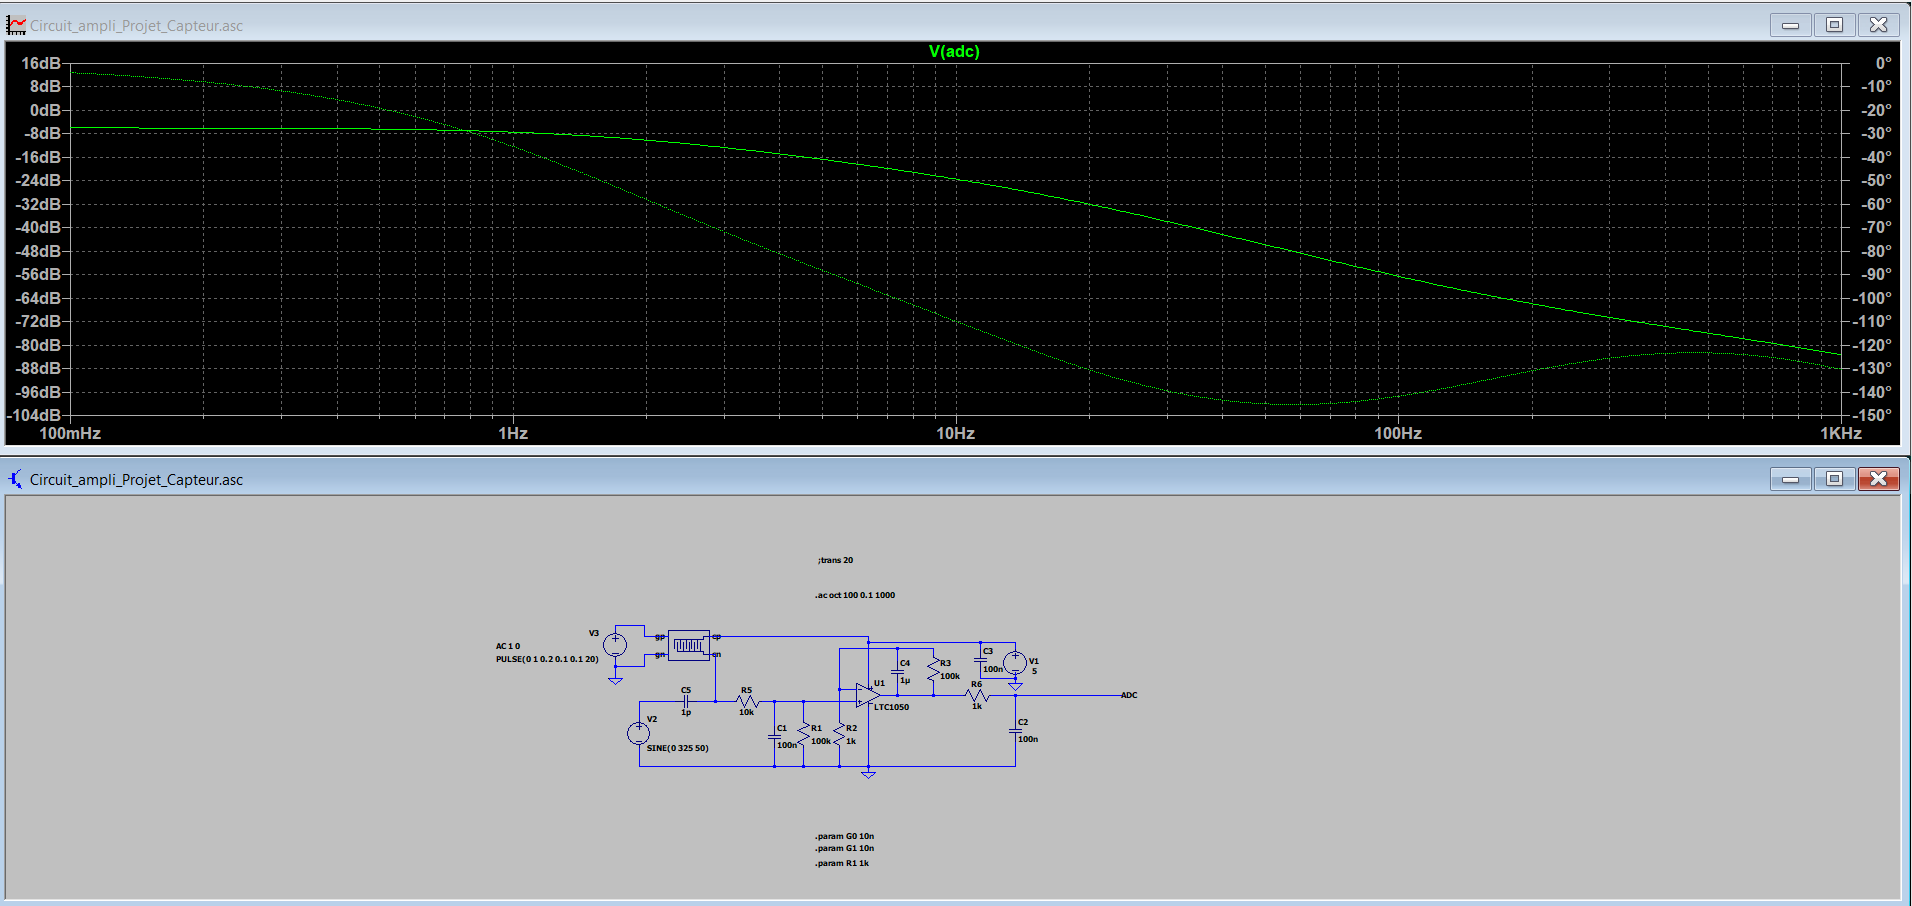 Circuit_ampli_Projet_Capteur.asc
V(adc)
16dB
8dB
0dB
-8dB
-16dB
-24dB
-32dB
-40dB
-48dB
-56dB
-64dB
-72dB
-80dB
-88dB
-96dB
-104dB
0°
-10°
-20°
-30°
-40°
-50°
-60°
-70°
-80°
-90°
-100°
-110°
-120°
-130°
-140°
-150°
100mHz 1Hz 10Hz 100Hz 1KHz
Circuit_ampli_Projet_Capteur.asc
;trans 20
.ac oct 100 0.1 1000
V3
AC 1 0
PULSE(0 1 0.2 0.1 0.1 20)
gp
gn
cp
cn
C5
1p
R5
10k
V2
SINE(0 325 50)
C1
100n
R1
100k
R2
1k
U1
LTC1050
C4
1µ
R3
100k
C3
100n
V1
5
R6
1k
ADC
C2
100n
.param G0 10n
.param G1 10n
.param R1 1k